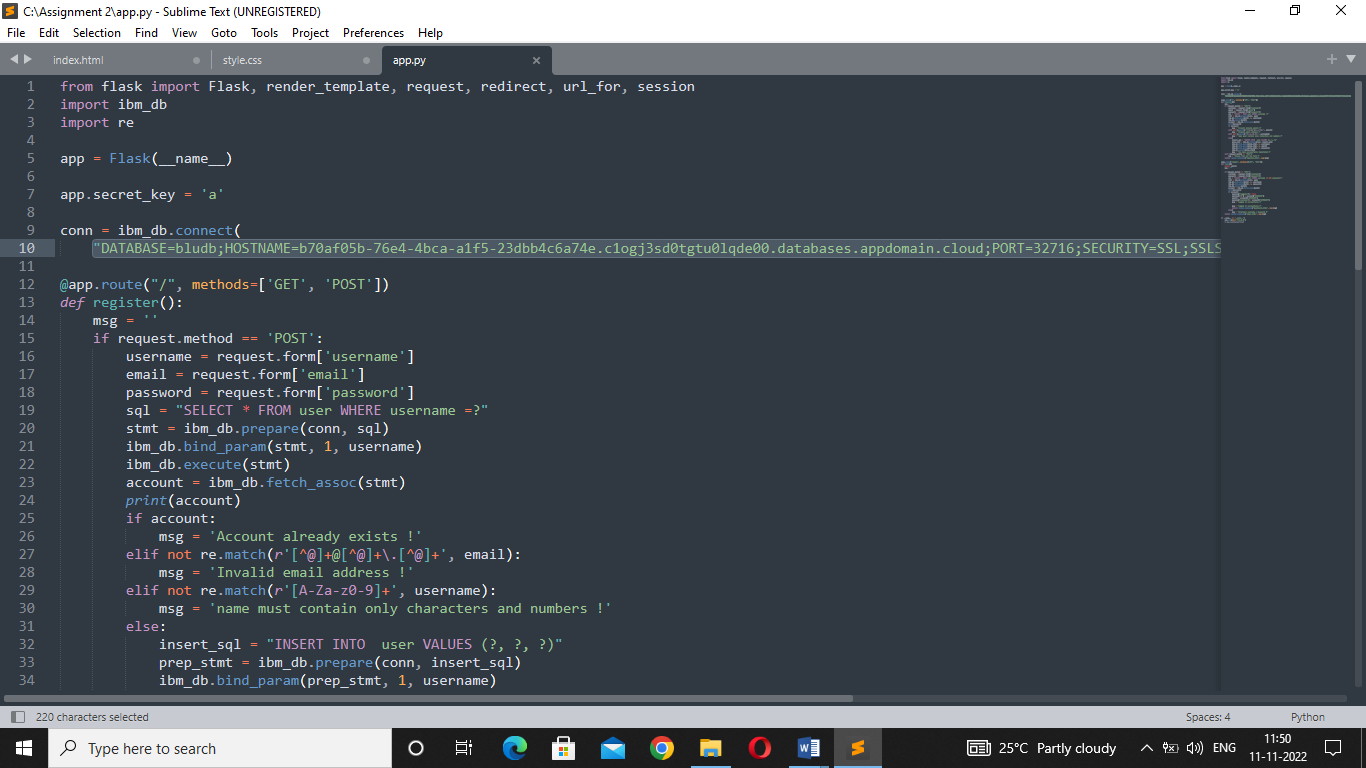 C:\Assignment 2\app.py - Sublime Text (UNREGISTERED)
File Edit Selection Find View Goto Tools Project Preferences Help
index.html style.css app.py
1 from flask import Flask, render_template, request, redirect, url_for, session
2 import ibm_db
3 import re
4
5 app = Flask(__name__)
6
7 app.secret_key = 'a'
8
9 conn = ibm_db.connect(
10 "DATABASE=bludb;HOSTNAME=b70af05b-76e4-4bca-a1f5-23dbb4c6a74e.c1ogj3sd0tgtu0lqde00.databases.appdomain.cloud;PORT=32716;SECURITY=SSL;SSLS
11
12 @app.route("/", methods=['GET', 'POST'])
13 def register():
14 msg = ''
15 if request.method == 'POST':
16 username = request.form['username']
17 email = request.form['email']
18 password = request.form['password']
19 sql = "SELECT * FROM user WHERE username =?"
20 stmt = ibm_db.prepare(conn, sql)
21 ibm_db.bind_param(stmt, 1, username)
22 ibm_db.execute(stmt)
23 account = ibm_db.fetch_assoc(stmt)
24 print(account)
25 if account:
26 msg = 'Account already exists !'
27 elif not re.match(r'[^@]+@[^@]+\.[^@]+', email):
28 msg = 'Invalid email address !'
29 elif not re.match(r'[A-Za-z0-9]+', username):
30 msg = 'name must contain only characters and numbers !'
31 else:
32 insert_sql = "INSERT INTO  user VALUES (?, ?, ?)"
33 prep_stmt = ibm_db.prepare(conn, insert_sql)
34 ibm_db.bind_param(prep_stmt, 1, username)
220 characters selected Spaces: 4 Python
Type here to search 25°C Partly cloudy ENG 11:50
11-11-2022